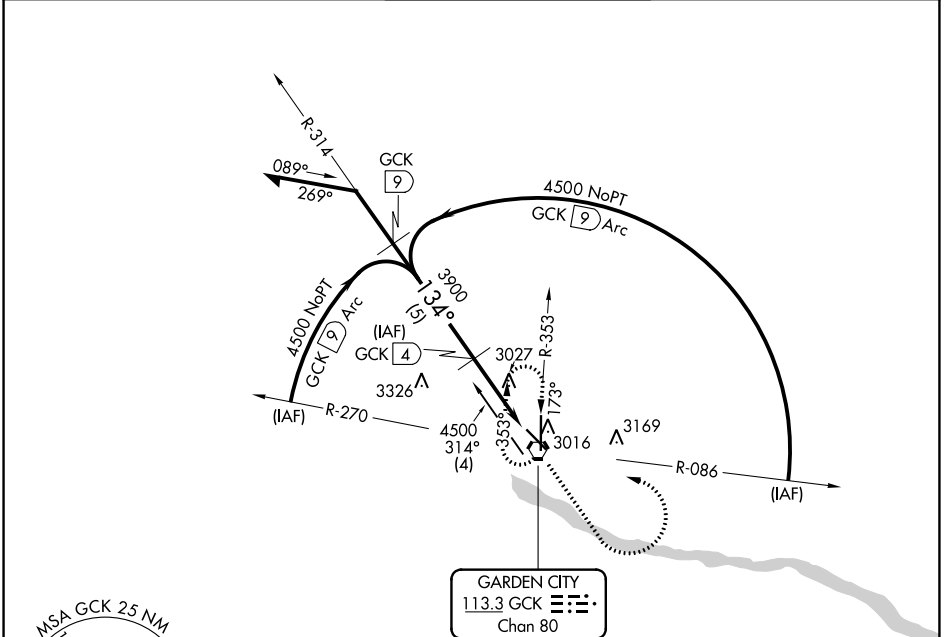 R-314
089°
269°
GCK
9
4500 NoPT
GCK 9 Arc
3900
134°
(5)
4500 NoPT
GCK 9 Arc
(IAF)
GCK 4
3027
R-353
3326
(IAF)
R-270
173°
353°
4500
314°
(4)
3016
3169
R-086
(IAF)
GARDEN CITY
113.3 GCK
Chan 80
MSA GCK 25 NM